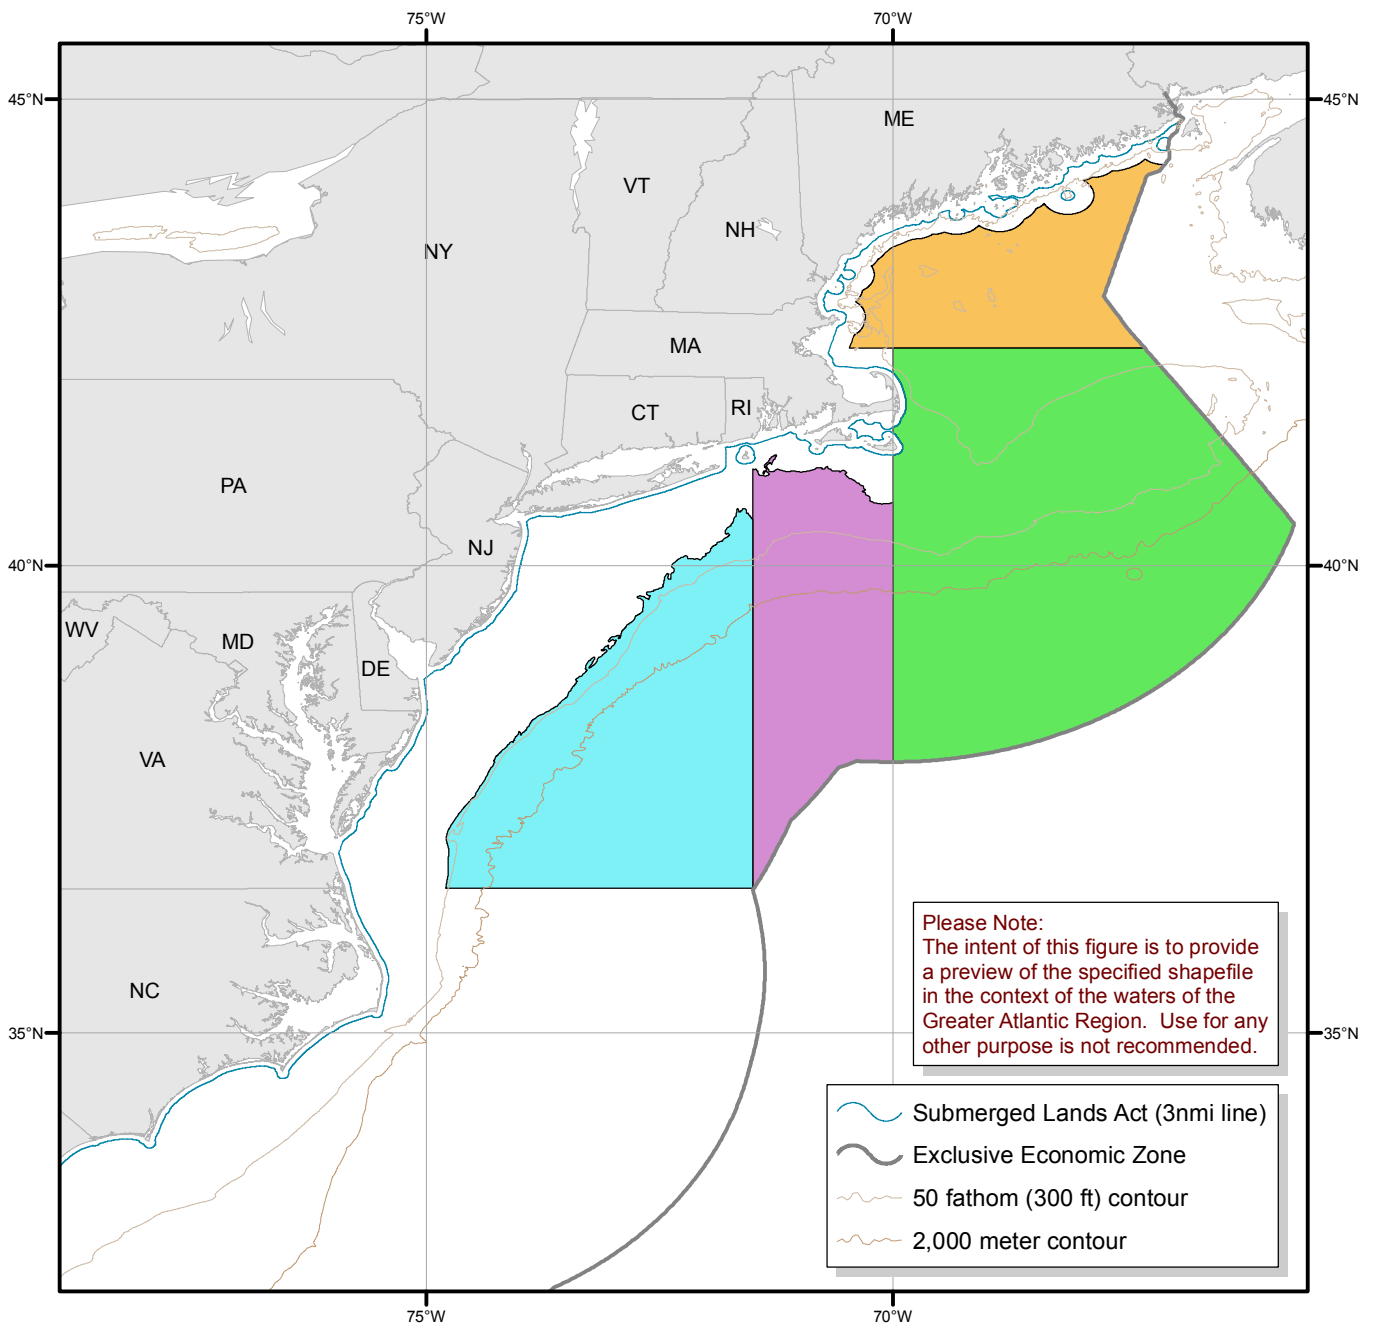 75°W 70°W
45°N 45°N
ME
VT
NH
NY
MA
CT RI
PA
NJ
40°N 40°N
WV
MD
DE
VA
NC
35°N 35°N
Please Note:
The intent of this figure is to provide
a preview of the specified shapefile
in the context of the waters of the
Greater Atlantic Region. Use for any
other purpose is not recommended.
Submerged Lands Act (3nmi line)
Exclusive Economic Zone
50 fathom (300 ft) contour
2,000 meter contour
75°W 70°W